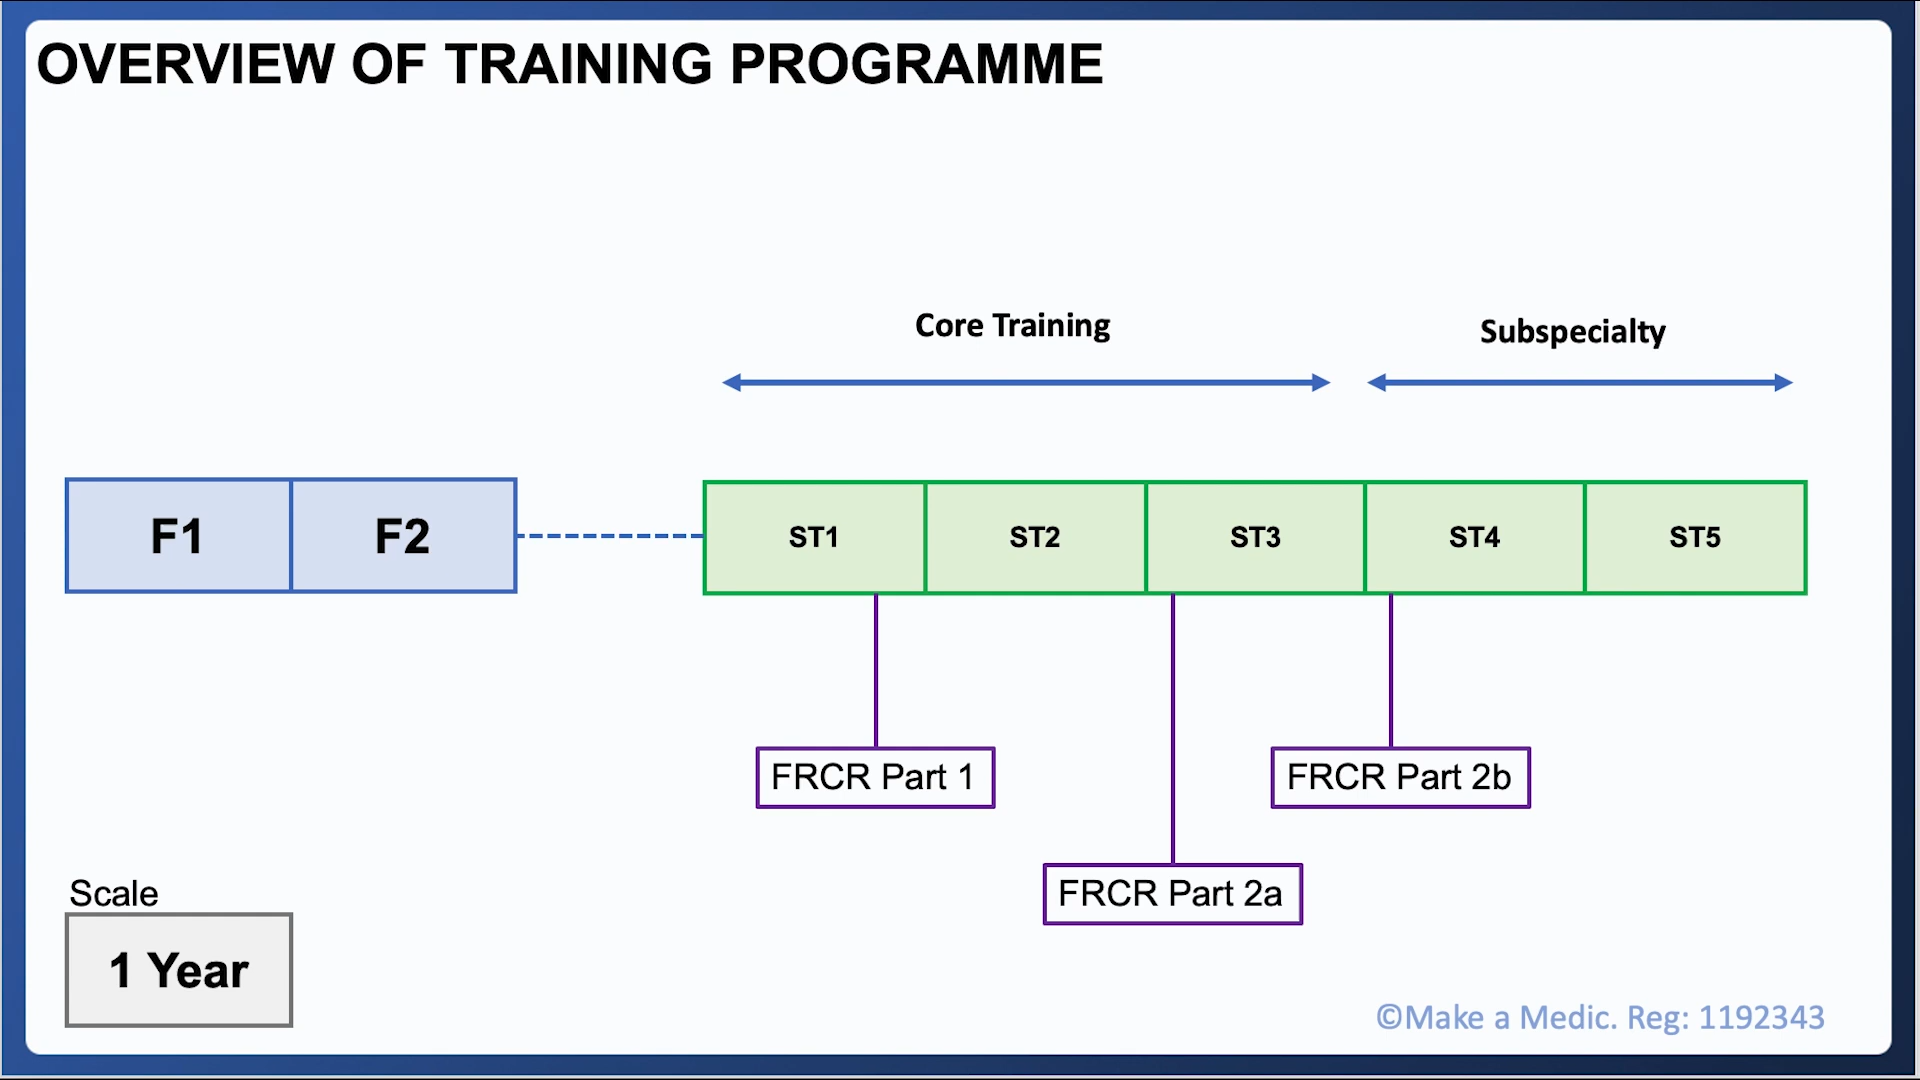 OVERVIEW OF TRAINING PROGRAMME
Core Training
Subspecialty
F1
F2
ST1
ST2
ST3
ST4
ST5
FRCR Part 1
FRCR Part 2b
FRCR Part 2a
Scale
1 Year
©Make a Medic. Reg: 1192343